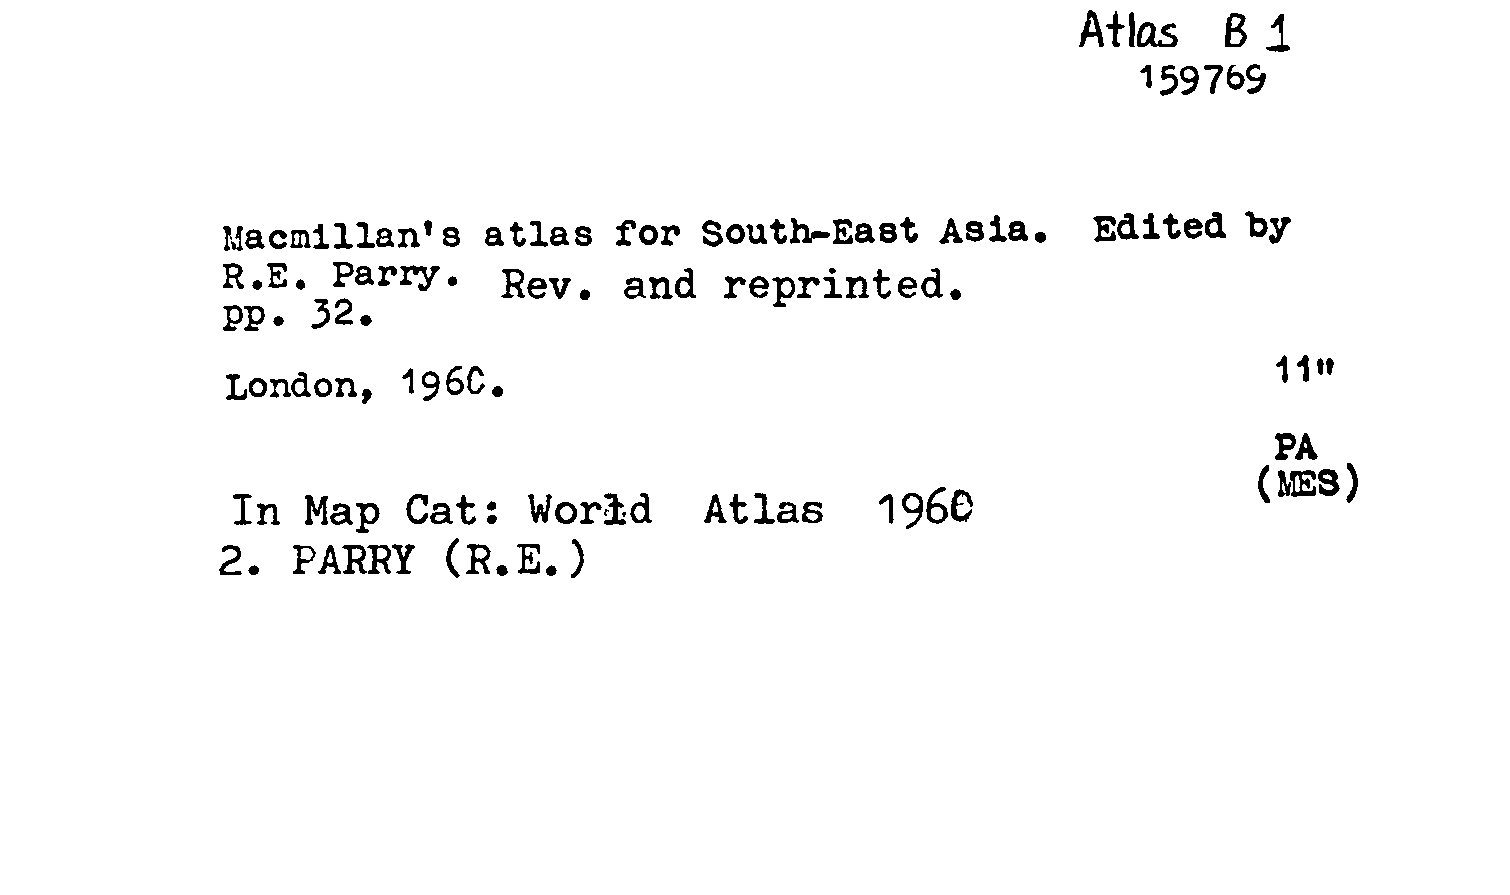 Atlas B 1
159769
Macmillan's atlas for South-East Asia. Edited by
R.E. Parry. Rev. and reprinted.
pp. 32.
London, 1960.
11"
PA
(MES)
In Map Cat: World Atlas 1960
2. PARRY (R.E.)